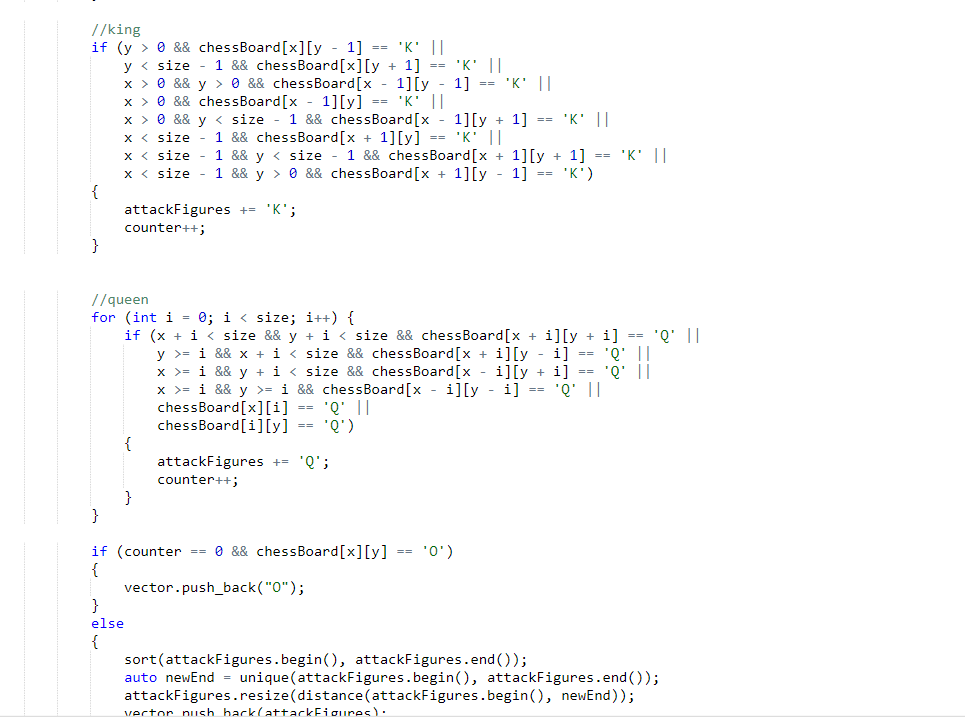 //king
if (y > 0 && chessBoard[x][y - 1] == 'K' ||
y < size - 1 && chessBoard[x][y + 1] == 'K' ||
x > 0 && y > 0 && chessBoard[x - 1][y - 1] == 'K' ||
x > 0 && chessBoard[x - 1][y] == 'K' ||
x > 0 && y < size - 1 && chessBoard[x - 1][y + 1] == 'K' ||
x < size - 1 && chessBoard[x + 1][y] == 'K' ||
x < size - 1 && y < size - 1 && chessBoard[x + 1][y + 1] == 'K' ||
x < size - 1 && y > 0 && chessBoard[x + 1][y - 1] == 'K')
{
attackFigures += 'K';
counter++;
}
//queen
for (int i = 0; i < size; i++) {
if (x + i < size && y + i < size && chessBoard[x + i][y + i] == 'Q' ||
y >= i && x + i < size && chessBoard[x + i][y - i] == 'Q' ||
x >= i && y + i < size && chessBoard[x - i][y + i] == 'Q' ||
x >= i && y >= i && chessBoard[x - i][y - i] == 'Q' ||
chessBoard[x][i] == 'Q' ||
chessBoard[i][y] == 'Q')
{
attackFigures += 'Q';
counter++;
}
}
if (counter == 0 && chessBoard[x][y] == 'O')
{
vector.push_back("O");
}
else
{
sort(attackFigures.begin(), attackFigures.end());
auto newEnd = unique(attackFigures.begin(), attackFigures.end());
attackFigures.resize(distance(attackFigures.begin(), newEnd));
vector.push_back(attackFigures);